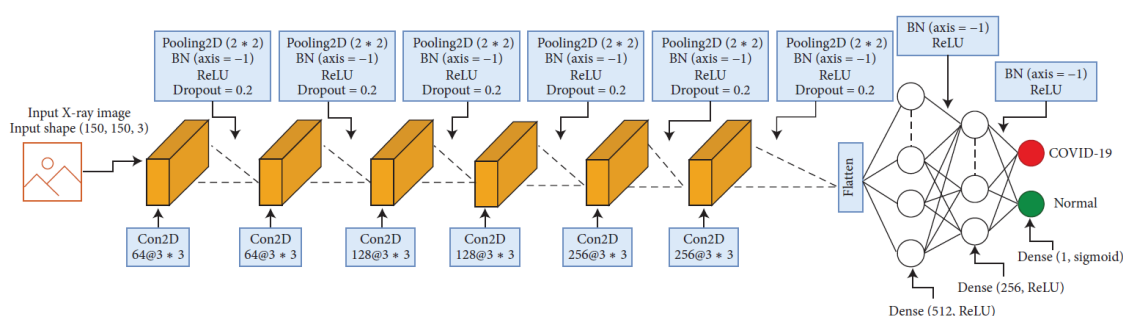 Pooling2D (2 * 2)
BN (axis = −1)
ReLU
Dropout = 0.2
Pooling2D (2 * 2)
BN (axis = −1)
ReLU
Dropout = 0.2
Pooling2D (2 * 2)
BN (axis = −1)
ReLU
Dropout = 0.2
Pooling2D (2 * 2)
BN (axis = −1)
ReLU
Dropout = 0.2
Pooling2D (2 * 2)
BN (axis = −1)
ReLU
Dropout = 0.2
Pooling2D (2 * 2)
BN (axis = −1)
ReLU
Dropout = 0.2
BN (axis = −1)
ReLU
BN (axis = −1)
ReLU
Input X-ray image
Input shape (150, 150, 3)
COVID-19
Flatten
Normal
Con2D
64@3 * 3
Con2D
64@3 * 3
Con2D
128@3 * 3
Con2D
128@3 * 3
Con2D
256@3 * 3
Con2D
256@3 * 3
Dense (1, sigmoid)
Dense (256, ReLU)
Dense (512, ReLU)